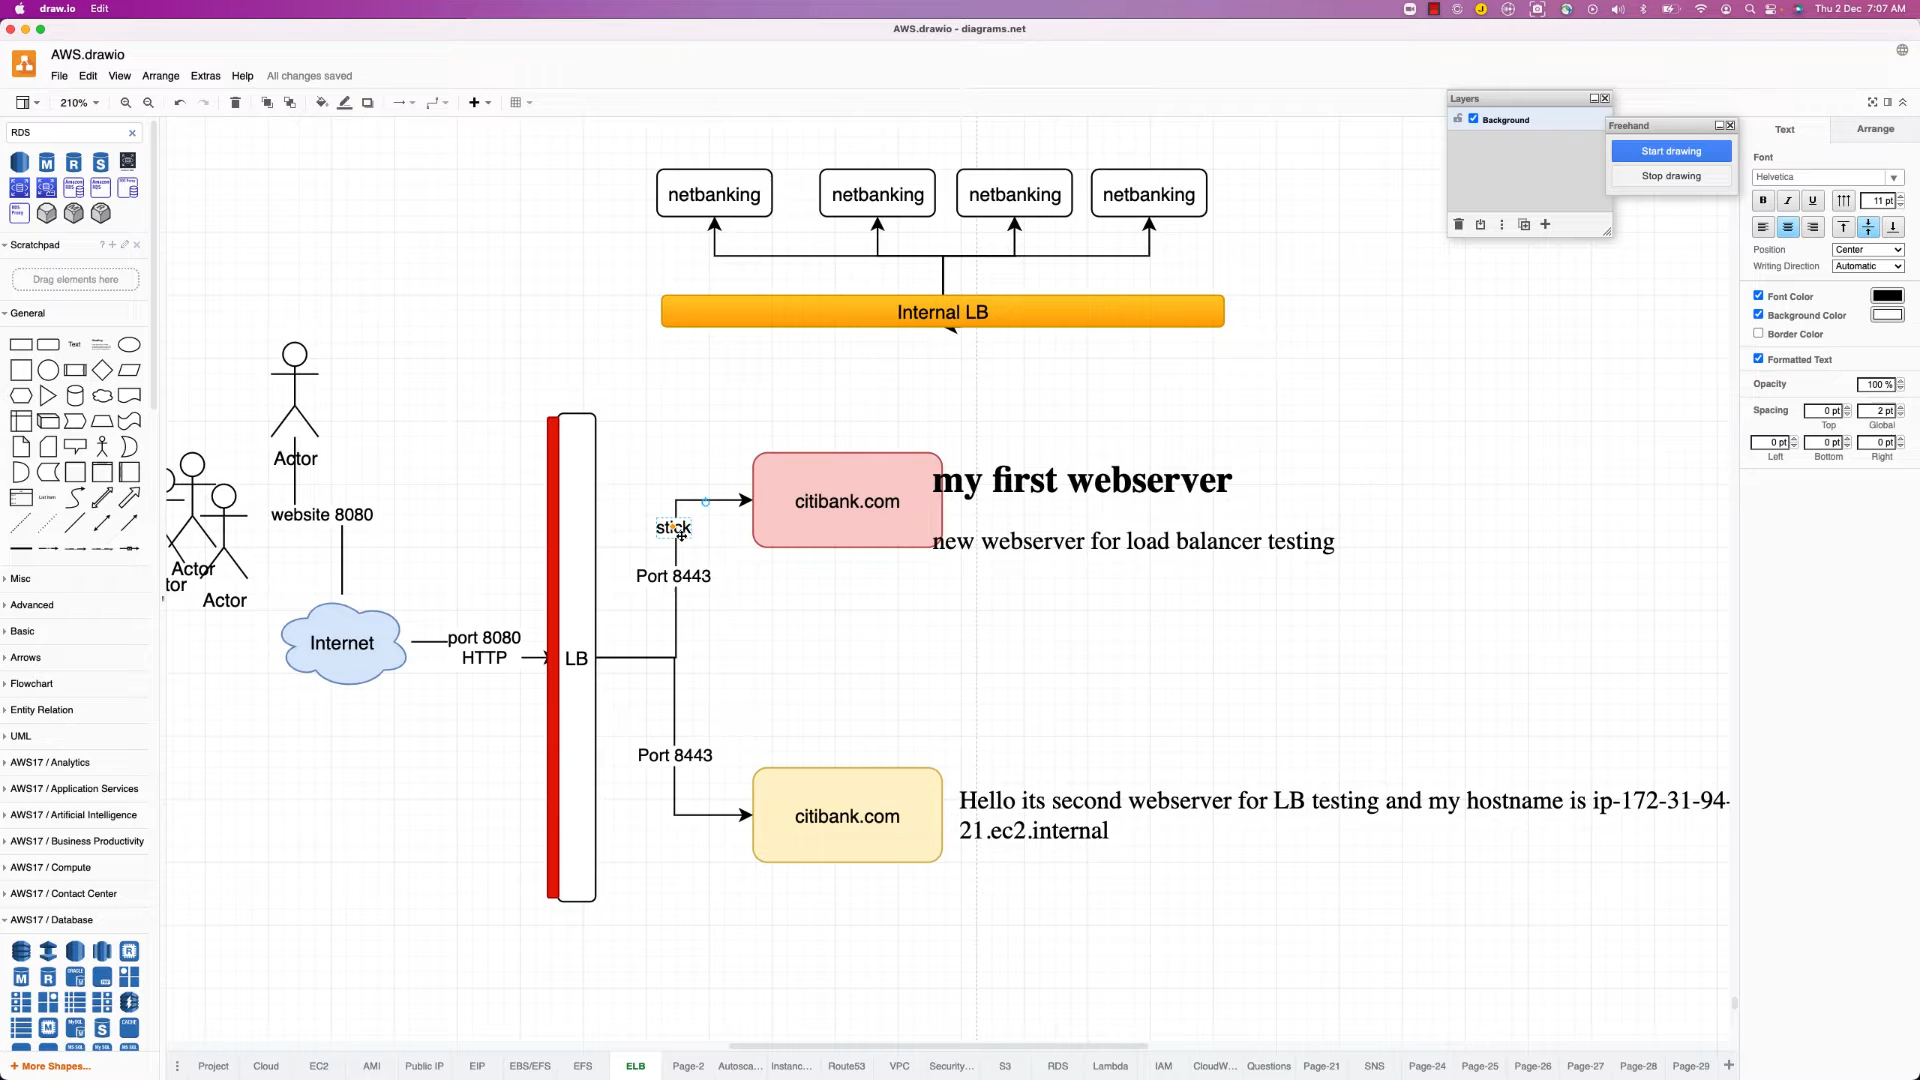 draw.io Edit Thu 2 Dec 7:07 AM
AWS.drawio - diagrams.net
AWS.drawio
File Edit View Arrange Extras Help All changes saved
210%
RDS
Scratchpad
Drag elements here
General
Text
Misc
Advanced
Basic
Arrows
Flowchart
Entity Relation
UML
AWS17 / Analytics
AWS17 / Application Services
AWS17 / Artificial Intelligence
AWS17 / Business Productivity
AWS17 / Compute
AWS17 / Contact Center
AWS17 / Database
+ More Shapes...
netbanking netbanking netbanking netbanking
Internal LB
Actor
website 8080
Actor
tor
Actor
Internet
port 8080
HTTP
LB
stick
Port 8443
Port 8443
citibank.com
my first webserver
new webserver for load balancer testing
citibank.com
Hello its second webserver for LB testing and my hostname is ip-172-31-94-
21.ec2.internal
Layers
Background
Freehand
Start drawing
Stop drawing
Text Arrange
Font
Helvetica
B I U 11 pt
Position Center
Writing Direction Automatic
Font Color
Background Color
Border Color
Formatted Text
Opacity 100 %
Spacing 0 pt 2 pt
Top Global
0 pt 0 pt 0 pt
Left Bottom Right
Project Cloud EC2 AMI Public IP EIP EBS/EFS EFS ELB Page-2 Autosca... Instanc... Route53 VPC Security... S3 RDS Lambda IAM CloudW... Questions Page-21 SNS Page-24 Page-25 Page-26 Page-27 Page-28 Page-29